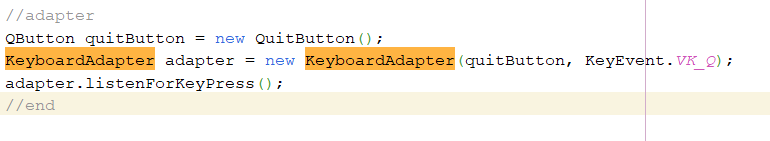 //adapter
QButton quitButton = new QuitButton();
KeyboardAdapter adapter = new KeyboardAdapter(quitButton, KeyEvent.VK_Q);
adapter.listenForKeyPress();
//end